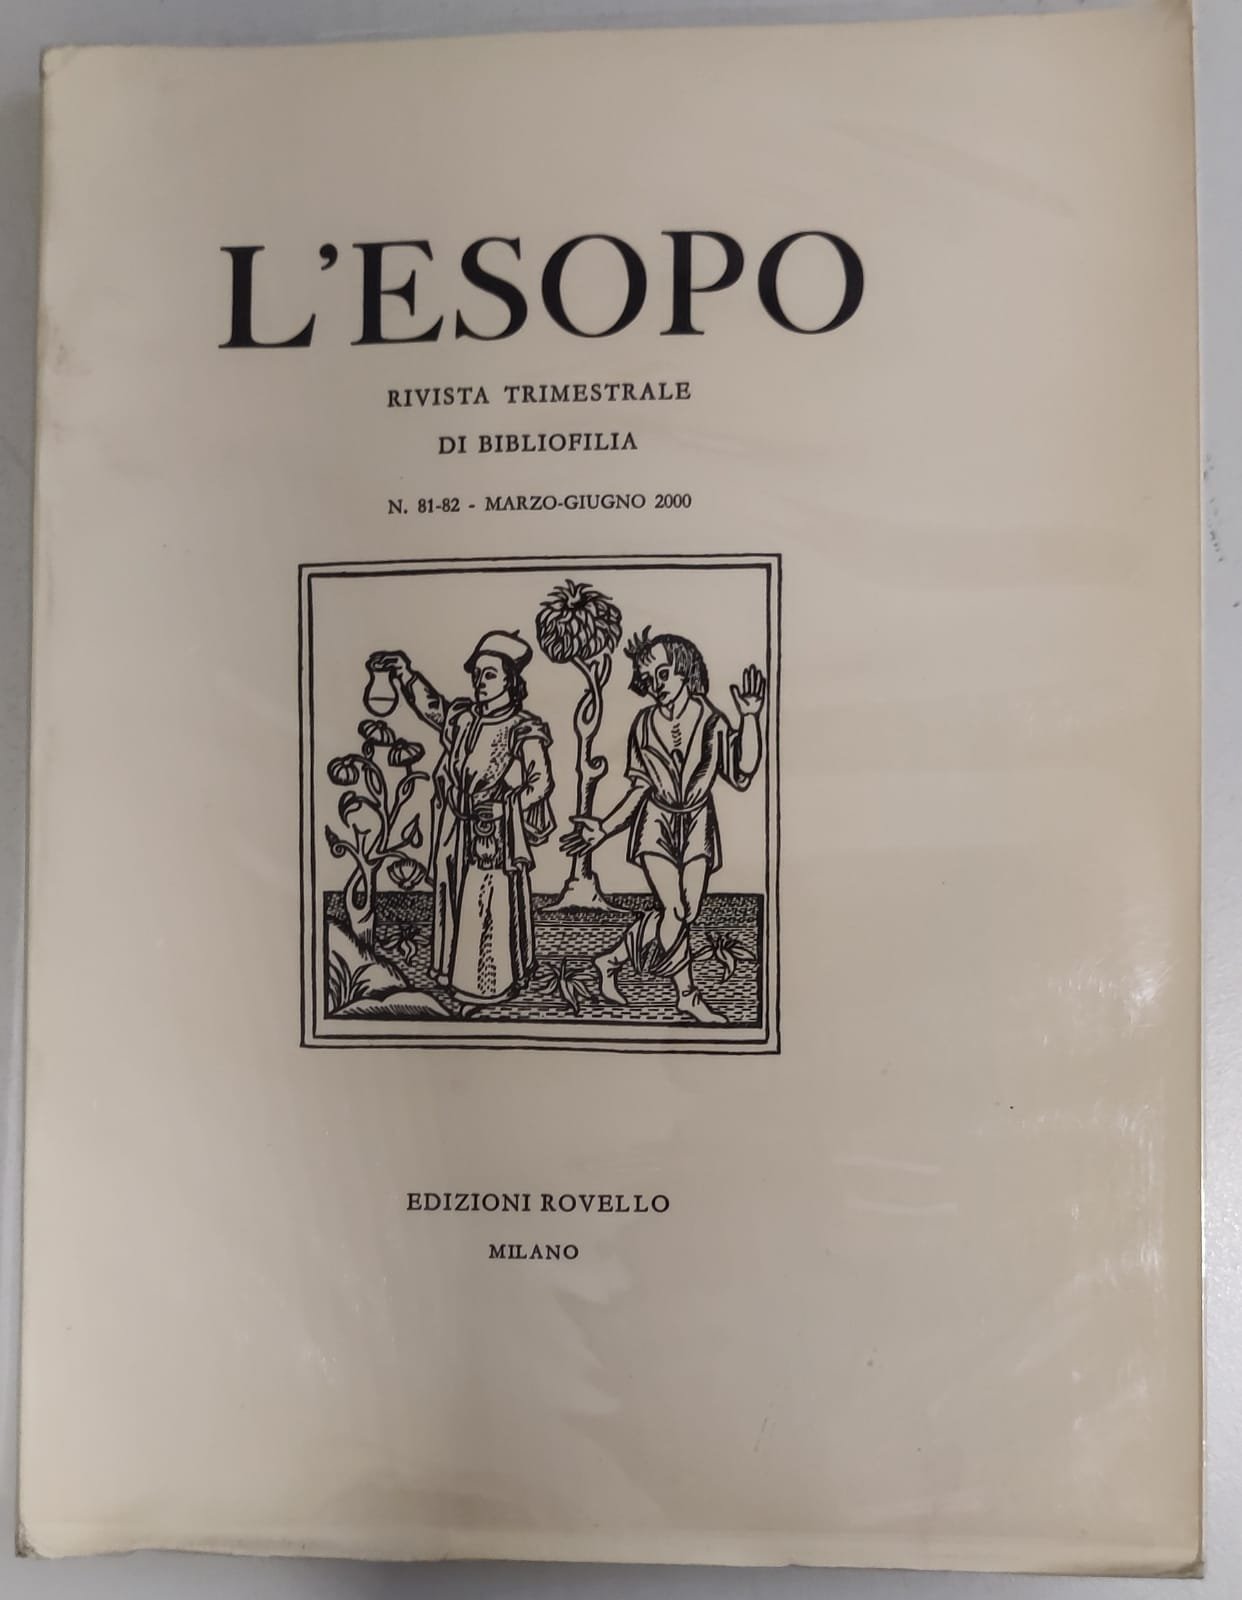 L'ESOPO
RIVISTA TRIMESTRALE
DI BIBLIOFILIA
N. 81-82 - MARZO-GIUGNO 2000
EDIZIONI ROVELLO
MILANO